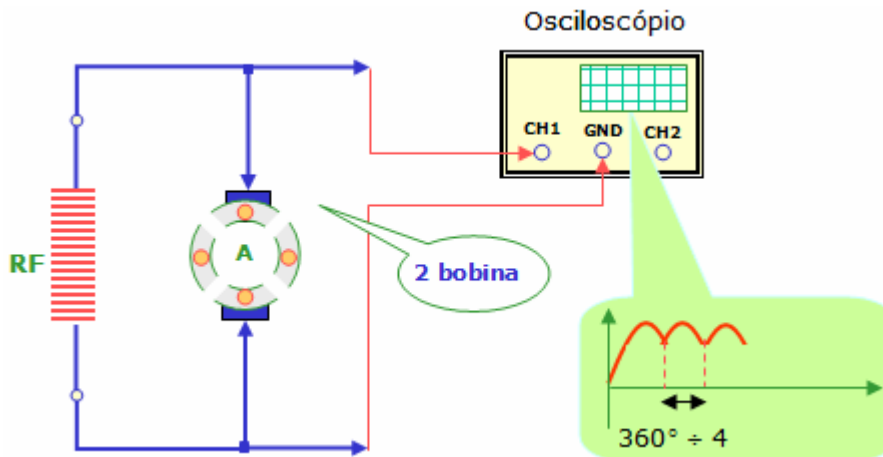 Osciloscópio
CH1 GND CH2
RF
A
2 bobina
360° ÷ 4